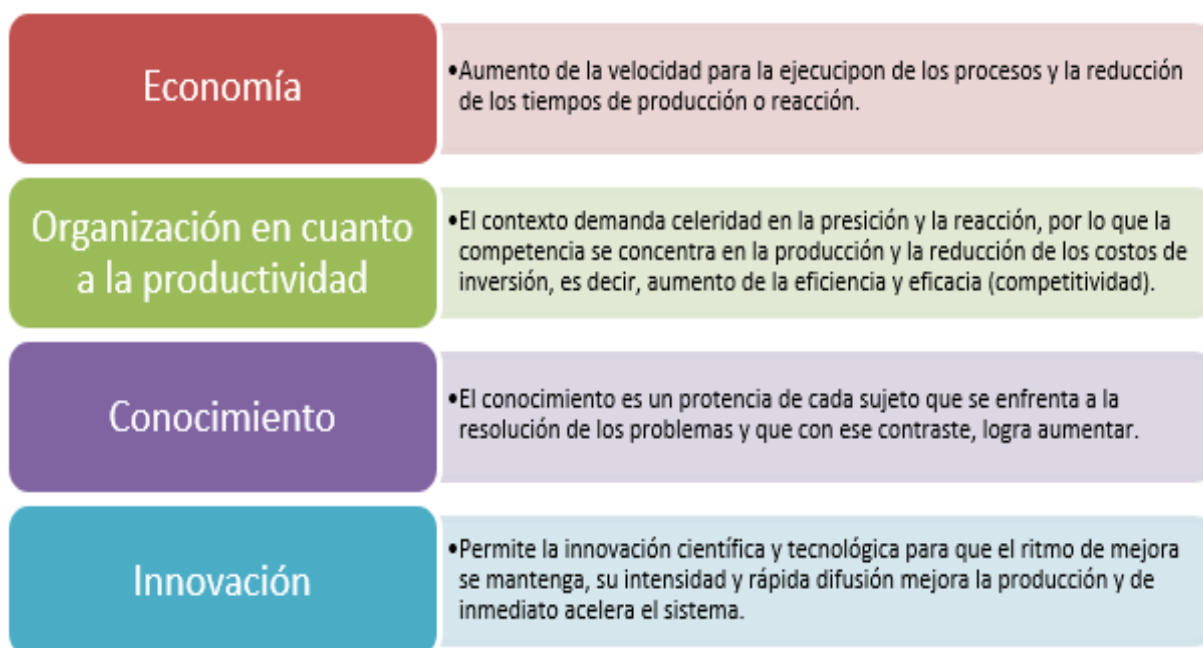 Economía
•Aumento de la velocidad para la ejecucipon de los procesos y la reducción
de los tiempos de producción o reacción.
Organización en cuanto
a la productividad
•El contexto demanda celeridad en la presición y la reacción, por lo que la
competencia se concentra en la producción y la reducción de los costos de
inversión, es decir, aumento de la eficiencia y eficacia (competitividad).
Conocimiento
•El conocimiento es un protencia de cada sujeto que se enfrenta a la
resolución de los problemas y que con ese contraste, logra aumentar.
Innovación
•Permite la innovación científica y tecnológica para que el ritmo de mejora
se mantenga, su intensidad y rápida difusión mejora la producción y de
inmediato acelera el sistema.